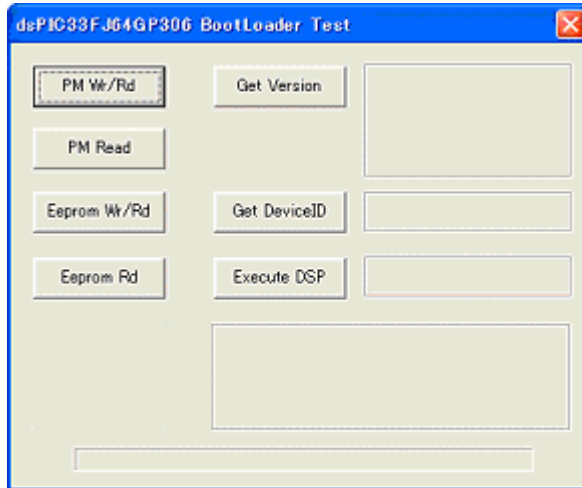 dsPIC33FJ64GP306 BootLoader Test
PM Wr/Rd
Get Version
PM Read
Eeprom Wr/Rd
Get DeviceID
Eeprom Rd
Execute DSP